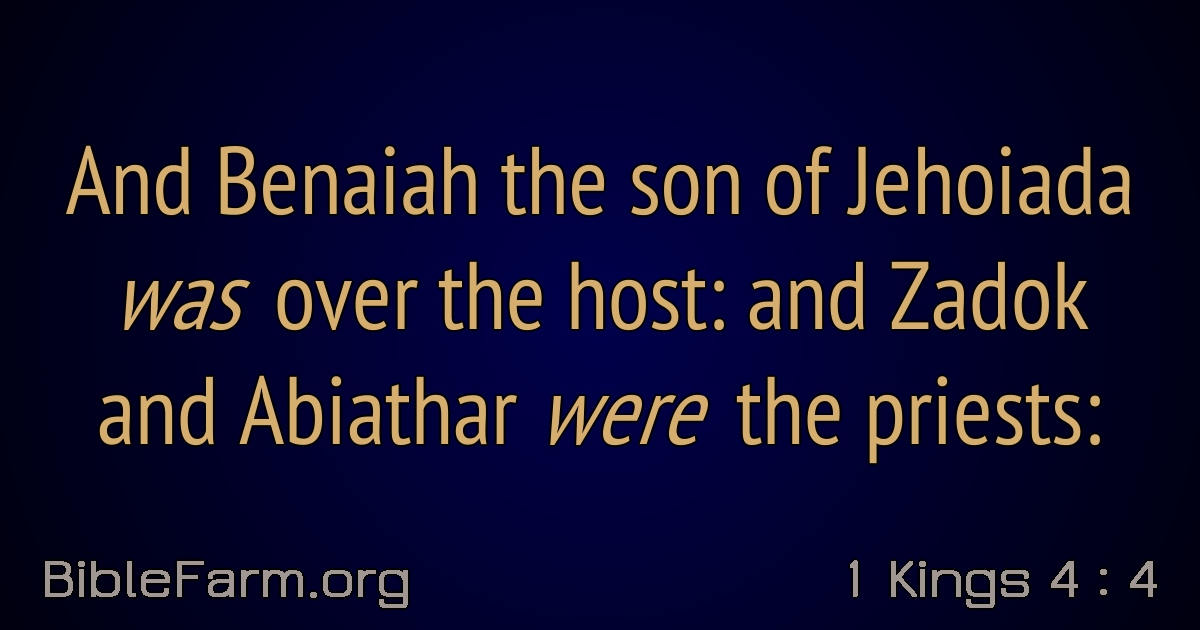 And Benaiah the son of Jehoiada
was over the host: and Zadok
and Abiathar were the priests:
BibleFarm.org
1 Kings 4 : 4